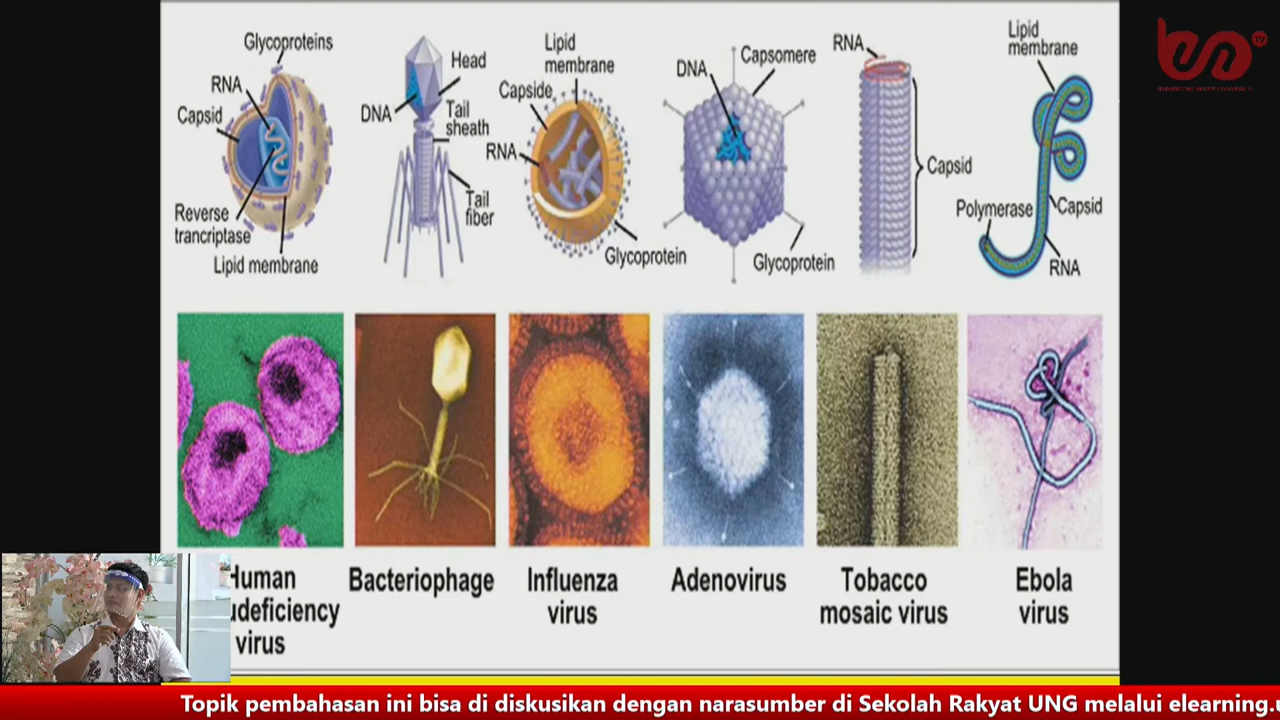 Glycoproteins
RNA
Capsid
Reverse
trancriptase
Lipid membrane
Head
DNA
Tail
sheath
Tail
fiber
Lipid
membrane
Capside
RNA
Glycoprotein
DNA
Capsomere
Glycoprotein
RNA
Capsid
Lipid
membrane
Polymerase
Capsid
RNA
Human
udeficiency
virus
Bacteriophage
Influenza
virus
Adenovirus
Tobacco
mosaic virus
Ebola
virus
Topik pembahasan ini bisa di diskusikan dengan narasumber di Sekolah Rakyat UNG melalui elearning.u